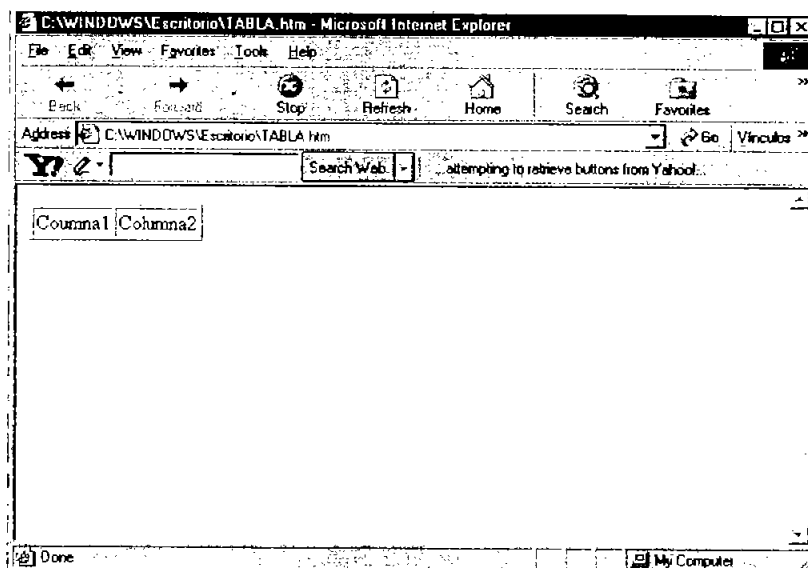 C:\WINDOWS\Escritorio\TABLA.htm - Microsoft Internet Explorer
File Edit View Favorites Tools Help
Back Forward Stop Refresh Home Search Favorites »
Address C:\WINDOWS\Escritorio\TABLA.htm Go Vínculos »
Y! Search Web ...attempting to retrieve buttons from Yahoo!...
Coumna1 Columna2
Done My Computer